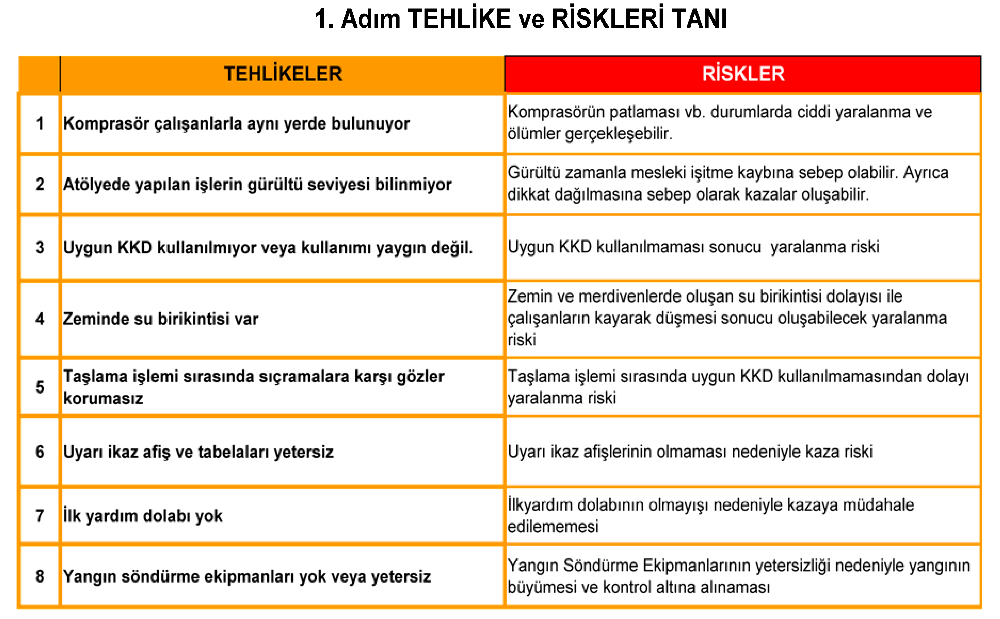 1. Adım TEHLİKE ve RİSKLERİ TANI
TEHLİKELER
RİSKLER
1
Komprasör çalışanlarla aynı yerde bulunuyor
Komprasörün patlaması vb. durumlarda ciddi yaralanma ve
ölümler gerçekleşebilir.
2
Atölyede yapılan işlerin gürültü seviyesi bilinmiyor
Gürültü zamanla mesleki işitme kaybına sebep olabilir. Ayrıca
dikkat dağılmasına sebep olarak kazalar oluşabilir.
3
Uygun KKD kullanılmıyor veya kullanımı yaygın değil.
Uygun KKD kullanılmaması sonucu  yaralanma riski
4
Zeminde su birikintisi var
Zemin ve merdivenlerde oluşan su birikintisi dolayısı ile
çalışanların kayarak düşmesi sonucu oluşabilecek yaralanma
riski
5
Taşlama işlemi sırasında sıçramalara karşı gözler
korumasız
Taşlama işlemi sırasında uygun KKD kullanılmamasından dolayı
yaralanma riski
6
Uyarı ikaz afiş ve tabelaları yetersiz
Uyarı ikaz afişlerinin olmaması nedeniyle kaza riski
7
İlk yardım dolabı yok
İlkyardım dolabının olmayışı nedeniyle kazaya müdahale
edilememesi
8
Yangın söndürme ekipmanları yok veya yetersiz
Yangın Söndürme Ekipmanlarının yetersizliği nedeniyle yangının
büyümesi ve kontrol altına alınaması